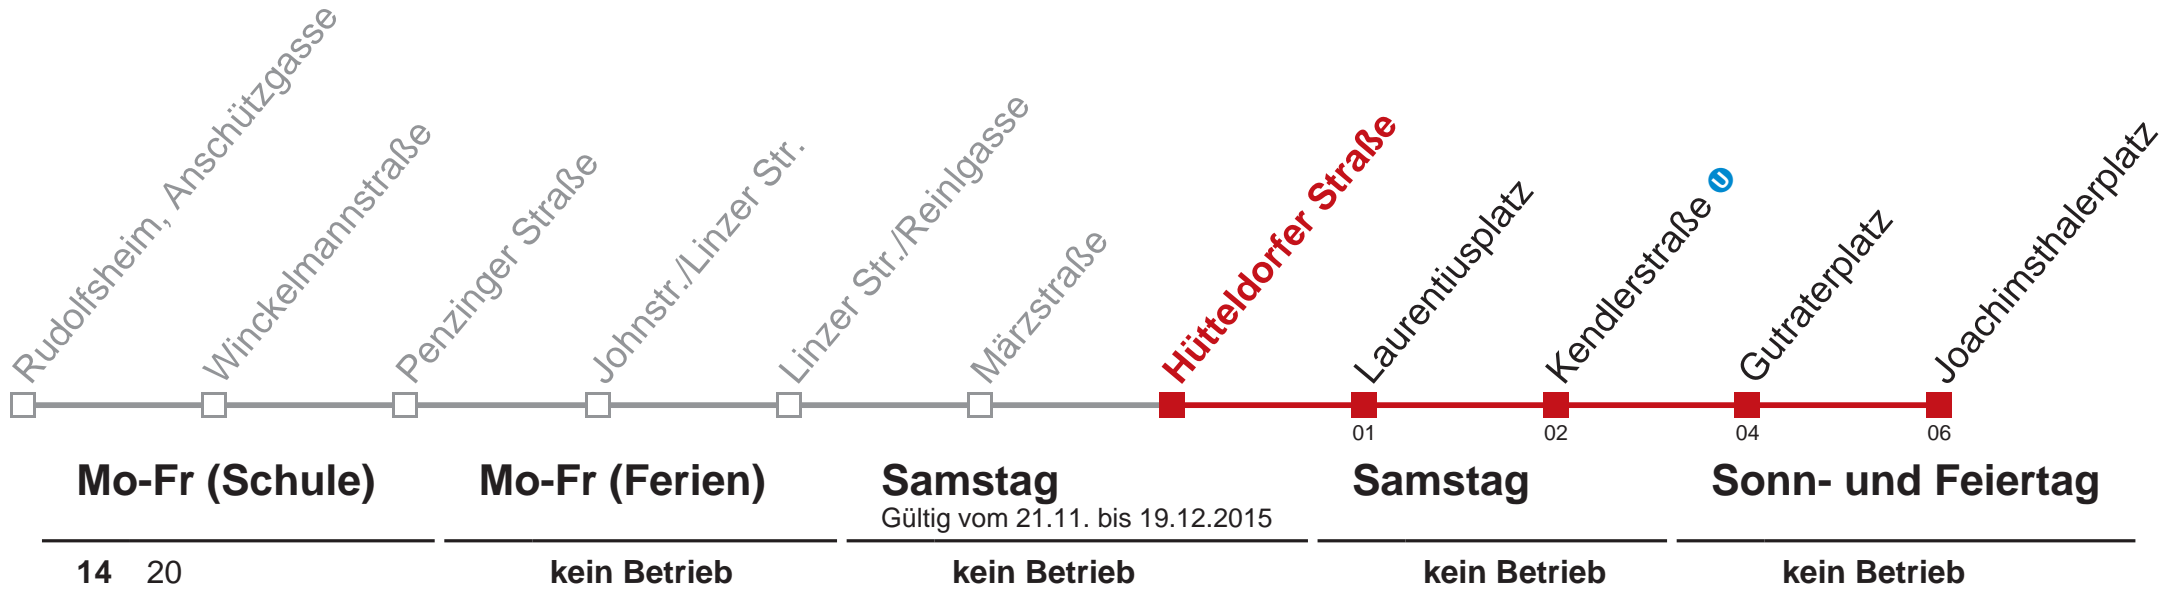 Rudolfsheim, Anschützgasse
Winckelmannstraße
Penzinger Straße
Johnstr./Linzer Str.
Linzer Str./Reinlgasse
Märzstraße
Hütteldorfer Straße
Laurentiusplatz
Kendlerstraße U
Gutraterplatz
Joachimsthalerplatz
01 02 04 06
Mo-Fr (Schule) Mo-Fr (Ferien) Samstag Samstag Sonn- und Feiertag
Gültig vom 21.11. bis 19.12.2015
14 20 kein Betrieb kein Betrieb kein Betrieb kein Betrieb